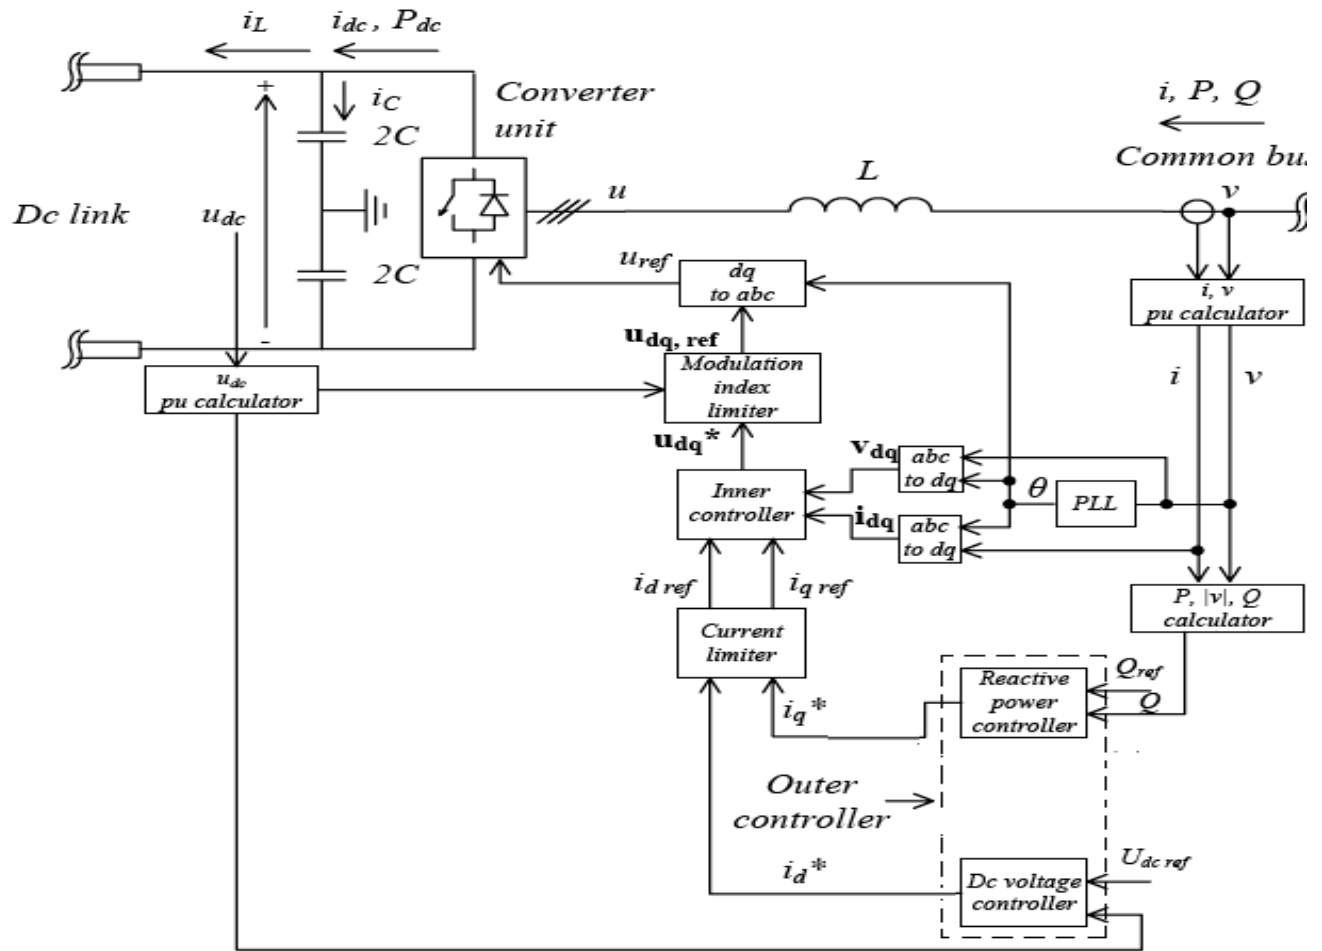 i_L
i_dc , P_dc
i_C
Converter
unit
i, P, Q
Common bus
2C
Dc link
u_dc
+
-
u
L
v
2C
u_ref
dq
to abc
i, v
pu calculator
u_dq, ref
u_dc
pu calculator
Modulation
index
limiter
i
v
u_dq*
v_dq
abc
to dq
Inner
controller
θ
PLL
i_dq
abc
to dq
i_d ref
i_q ref
P, |v|, Q
calculator
Current
limiter
Reactive
power
controller
Q_ref
Q
i_q*
Outer
controller
i_d*
Dc voltage
controller
U_dc ref